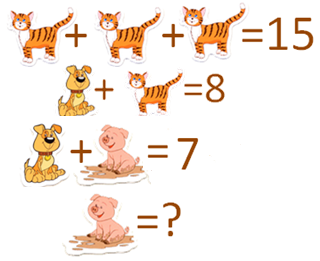 + + =15
+ =8
+ = 7
=?